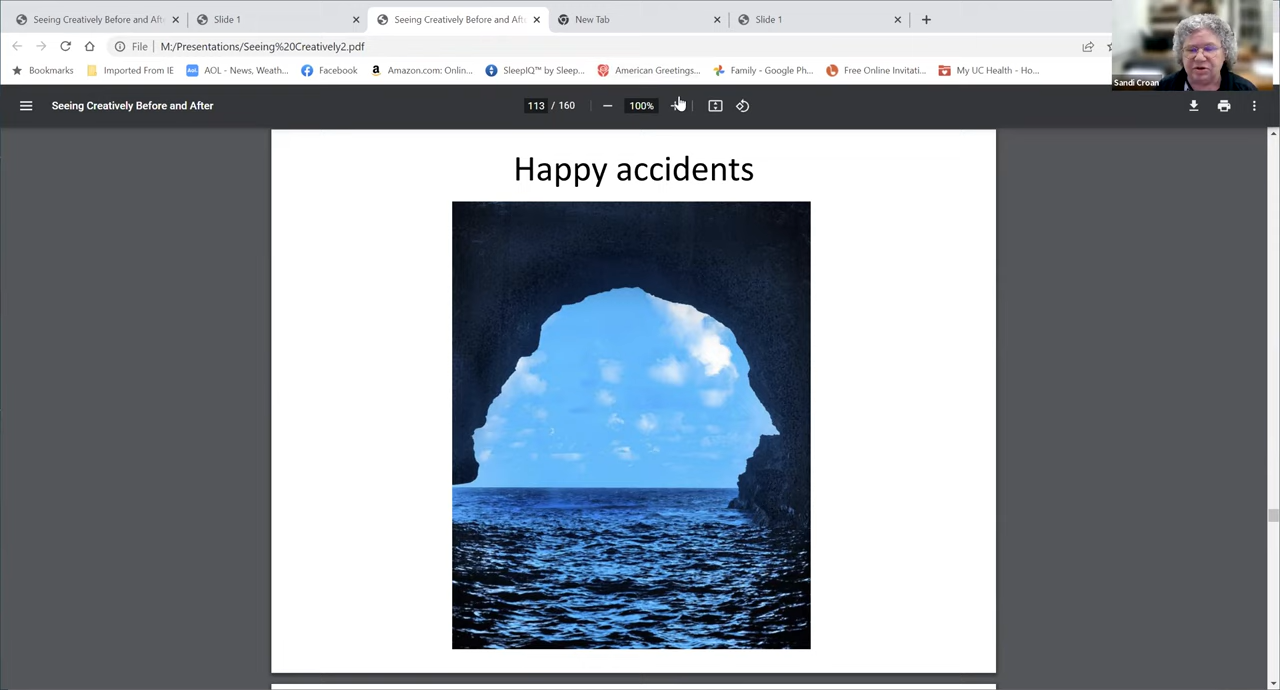 Seeing Creatively Before and Aft
Slide 1
Seeing Creatively Before and Aft
New Tab
Slide 1
File
M:/Presentations/Seeing%20Creatively2.pdf
Bookmarks
Imported From IE
Aol.
AOL - News, Weath...
Facebook
Amazon.com: Onlin...
SleepIQ™ by Sleep...
American Greetings...
Family - Google Ph...
Free Online Invitati...
My UC Health - Ho...
Sandi Croan
Seeing Creatively Before and After
113 / 160
100%
Happy accidents